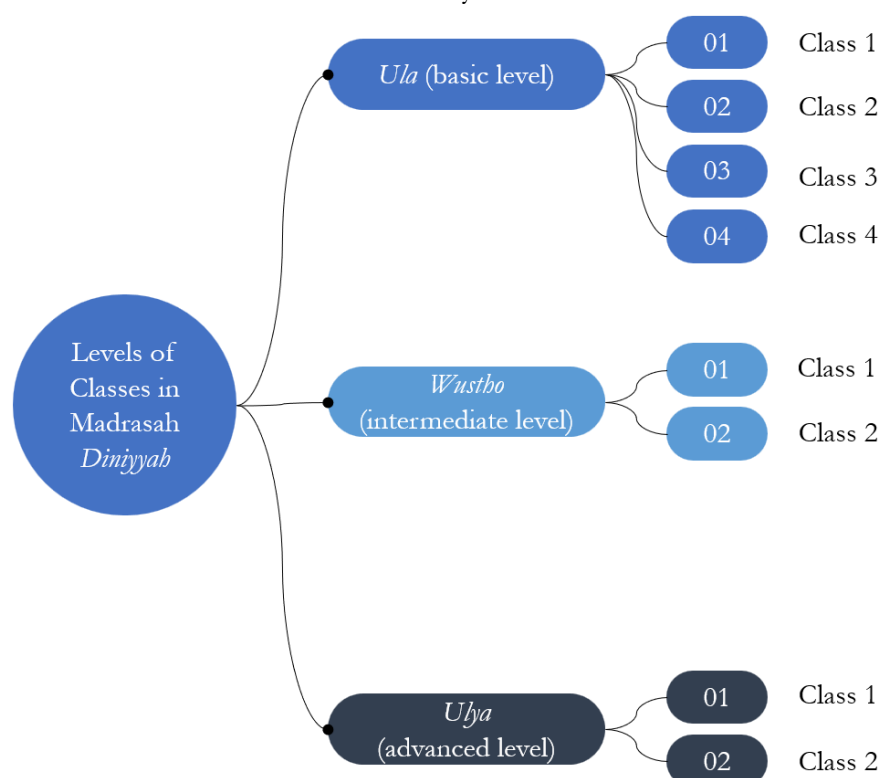 Levels of
Classes in
Madrasah
Diniyyah
Ula (basic level)
01 Class 1
02 Class 2
03 Class 3
04 Class 4
Wustho
(intermediate level)
01 Class 1
02 Class 2
Ulya
(advanced level)
01 Class 1
02 Class 2